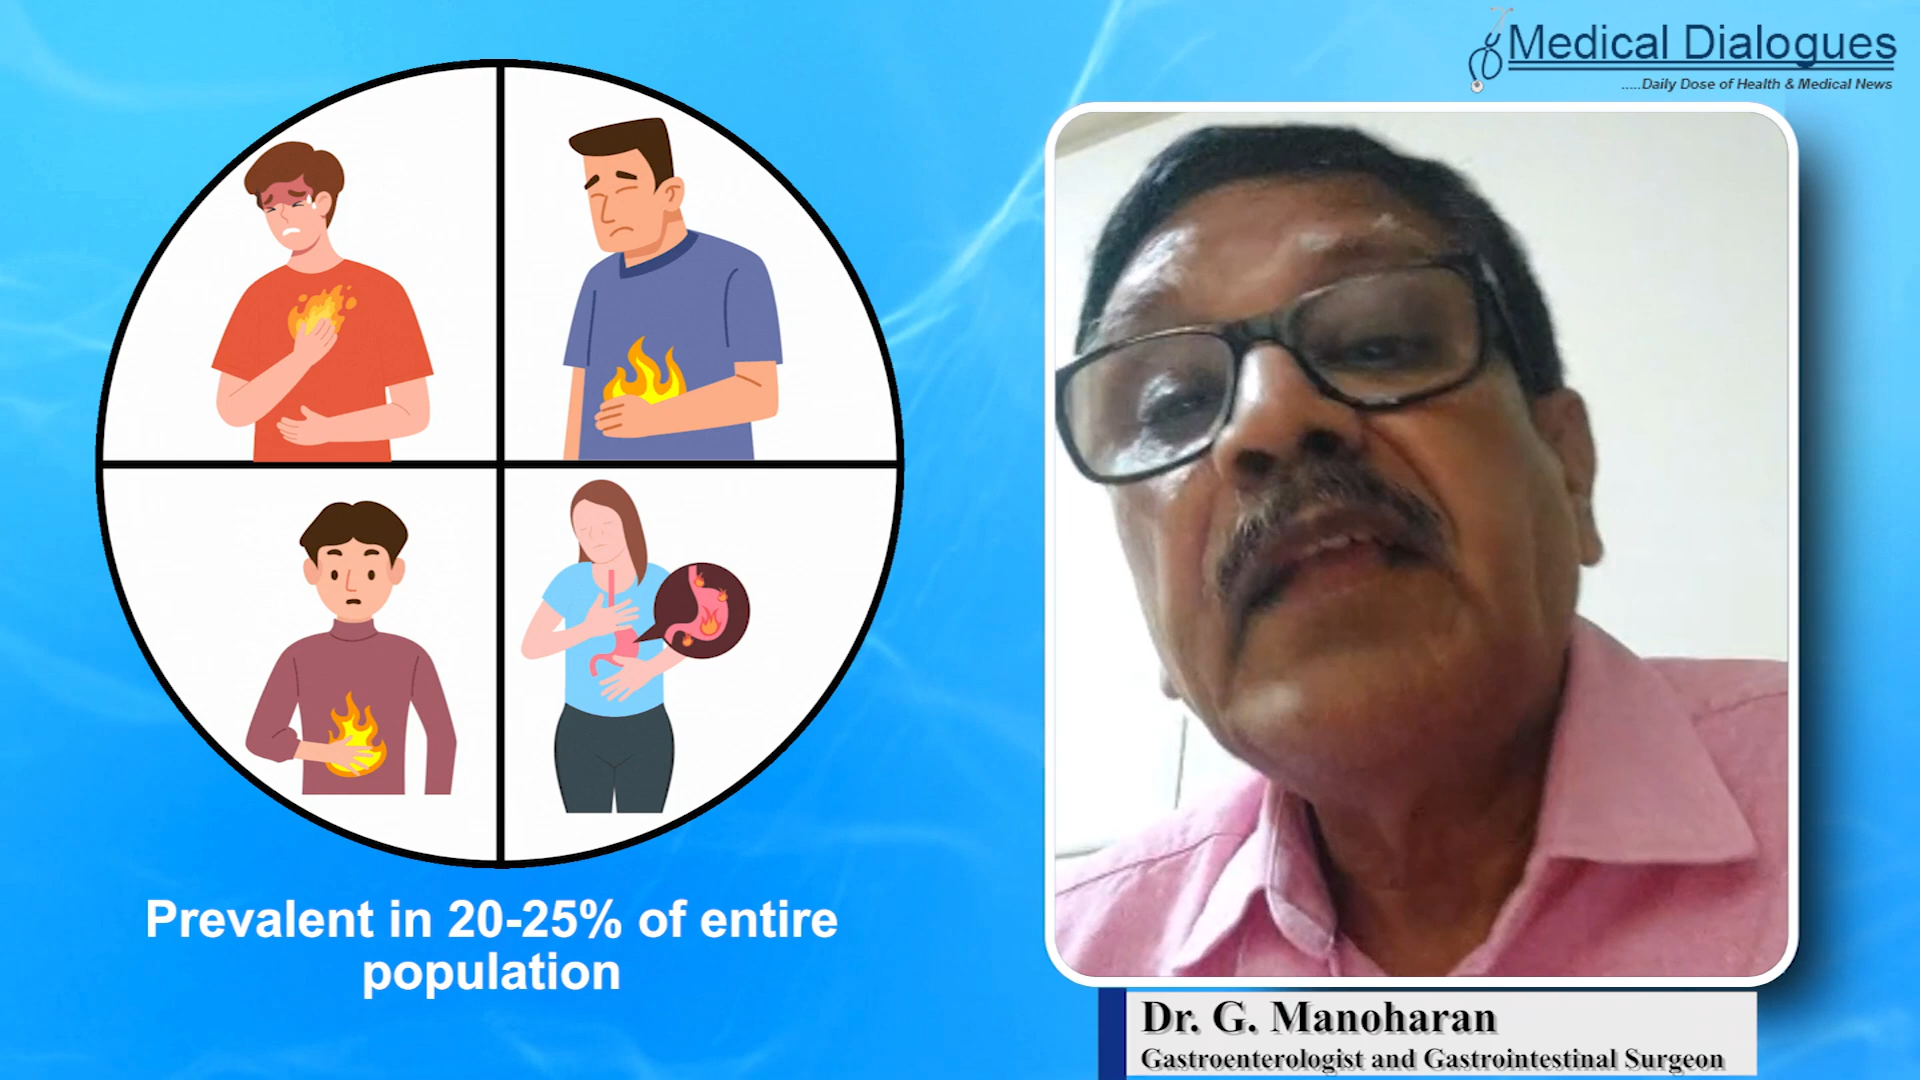 Medical Dialogues
.....Daily Dose of Health & Medical News
Prevalent in 20-25% of entire
population
Dr. G. Manoharan
Gastroenterologist and Gastrointestinal Surgeon